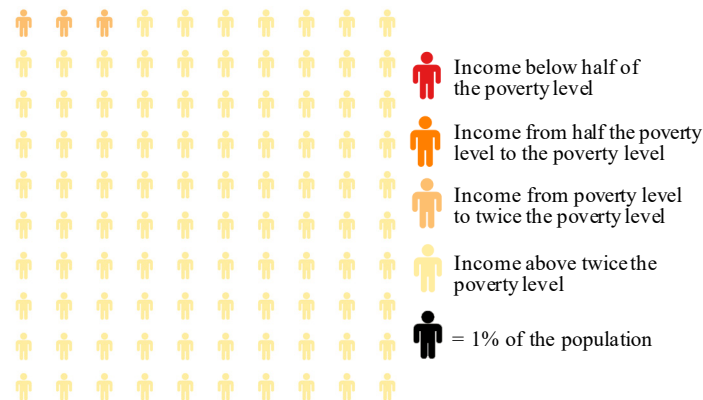 Income below half of
the poverty level
Income from half the poverty
level to the poverty level
Income from poverty level
to twice the poverty level
Income above twice the
poverty level
= 1% of the population